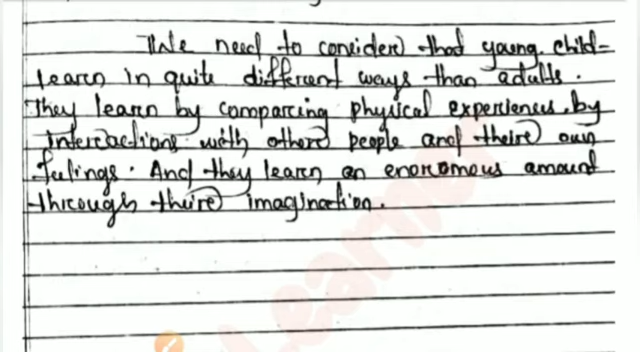 We need to consider that young child-
learn in quite different ways than adults.
They learn by comparing physical experiences, by
interactions with other people and their own
feelings. And they learn an enormous amount
through their imagination.
Learner